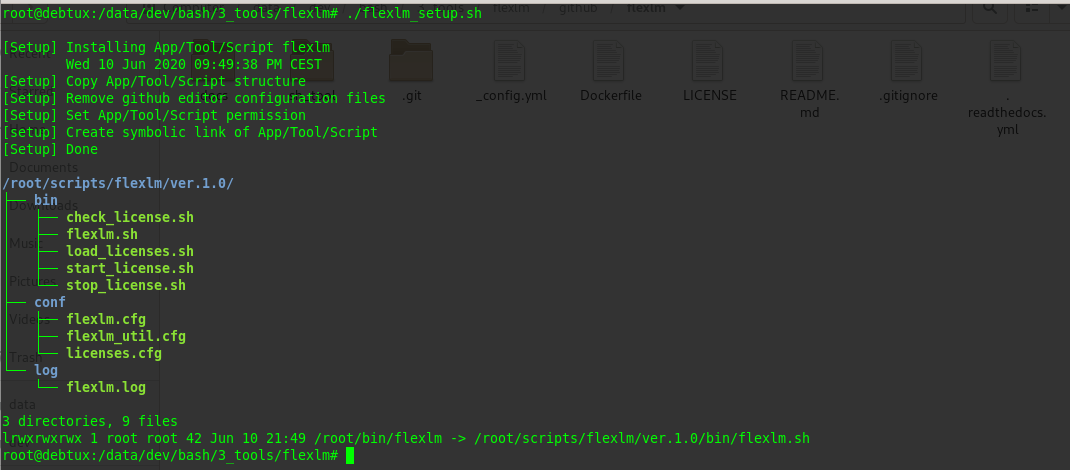 flexlm github flexlm
root@debtux:/data/dev/bash/3_tools/flexlm# ./flexlm_setup.sh
[Setup] Installing App/Tool/Script flexlm
Wed 10 Jun 2020 09:49:38 PM CEST
[Setup] Copy App/Tool/Script structure
[Setup] Remove github editor configuration files
[Setup] Set App/Tool/Script permission
[setup] Create symbolic link of App/Tool/Script
[Setup] Done
.git
_config.yml
Dockerfile
LICENSE
README.
md
.gitignore
.
readthedocs.
yml
Documents
Downloads
Music
Pictures
Videos
Trash
data
/root/scripts/flexlm/ver.1.0/
├── bin
│   ├── check_license.sh
│   ├── flexlm.sh
│   ├── load_licenses.sh
│   ├── start_license.sh
│   └── stop_license.sh
├── conf
│   ├── flexlm.cfg
│   ├── flexlm_util.cfg
│   └── licenses.cfg
└── log
    └── flexlm.log
3 directories, 9 files
lrwxrwxrwx 1 root root 42 Jun 10 21:49 /root/bin/flexlm -> /root/scripts/flexlm/ver.1.0/bin/flexlm.sh
root@debtux:/data/dev/bash/3_tools/flexlm#